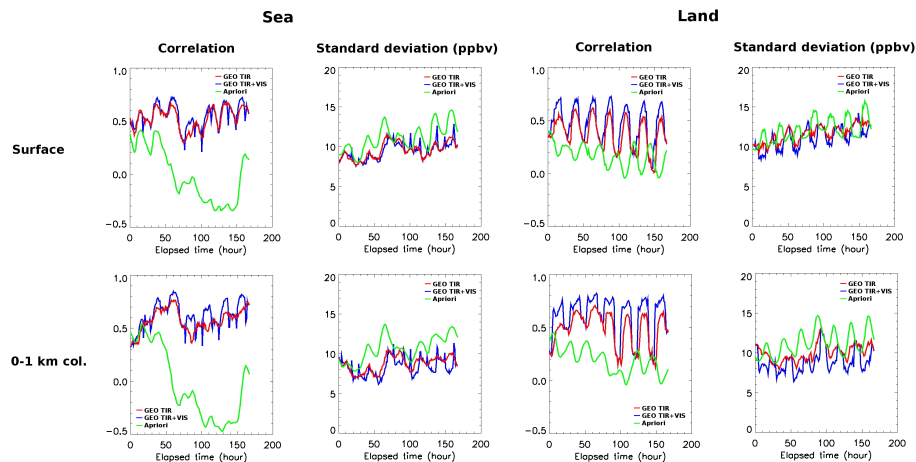 Sea
Land
Correlation
Standard deviation (ppbv)
Correlation
Standard deviation (ppbv)
Surface
1.0
0.5
0.0
−0.5
0 50 100 150 200
Elapsed time (hour)
GEO TIR
GEO TIR+VIS
Apriori
20
15
10
5
0
0 50 100 150 200
Elapsed time (hour)
GEO TIR
GEO TIR+VIS
Apriori
1.0
0.5
0.0
−0.5
0 50 100 150 200
Elapsed time (hour)
GEO TIR
GEO TIR+VIS
Apriori
20
15
10
5
0
0 50 100 150 200
Elapsed time (hour)
GEO TIR
GEO TIR+VIS
Apriori
0-1 km col.
1.0
0.5
0.0
−0.5
0 50 100 150 200
Elapsed time (hour)
GEO TIR
GEO TIR+VIS
Apriori
20
15
10
5
0
0 50 100 150 200
Elapsed time (hour)
GEO TIR
GEO TIR+VIS
Apriori
1.0
0.5
0.0
−0.5
0 50 100 150 200
Elapsed time (hour)
GEO TIR
GEO TIR+VIS
Apriori
20
15
10
5
0
0 50 100 150 200
Elapsed time (hour)
GEO TIR
GEO TIR+VIS
Apriori